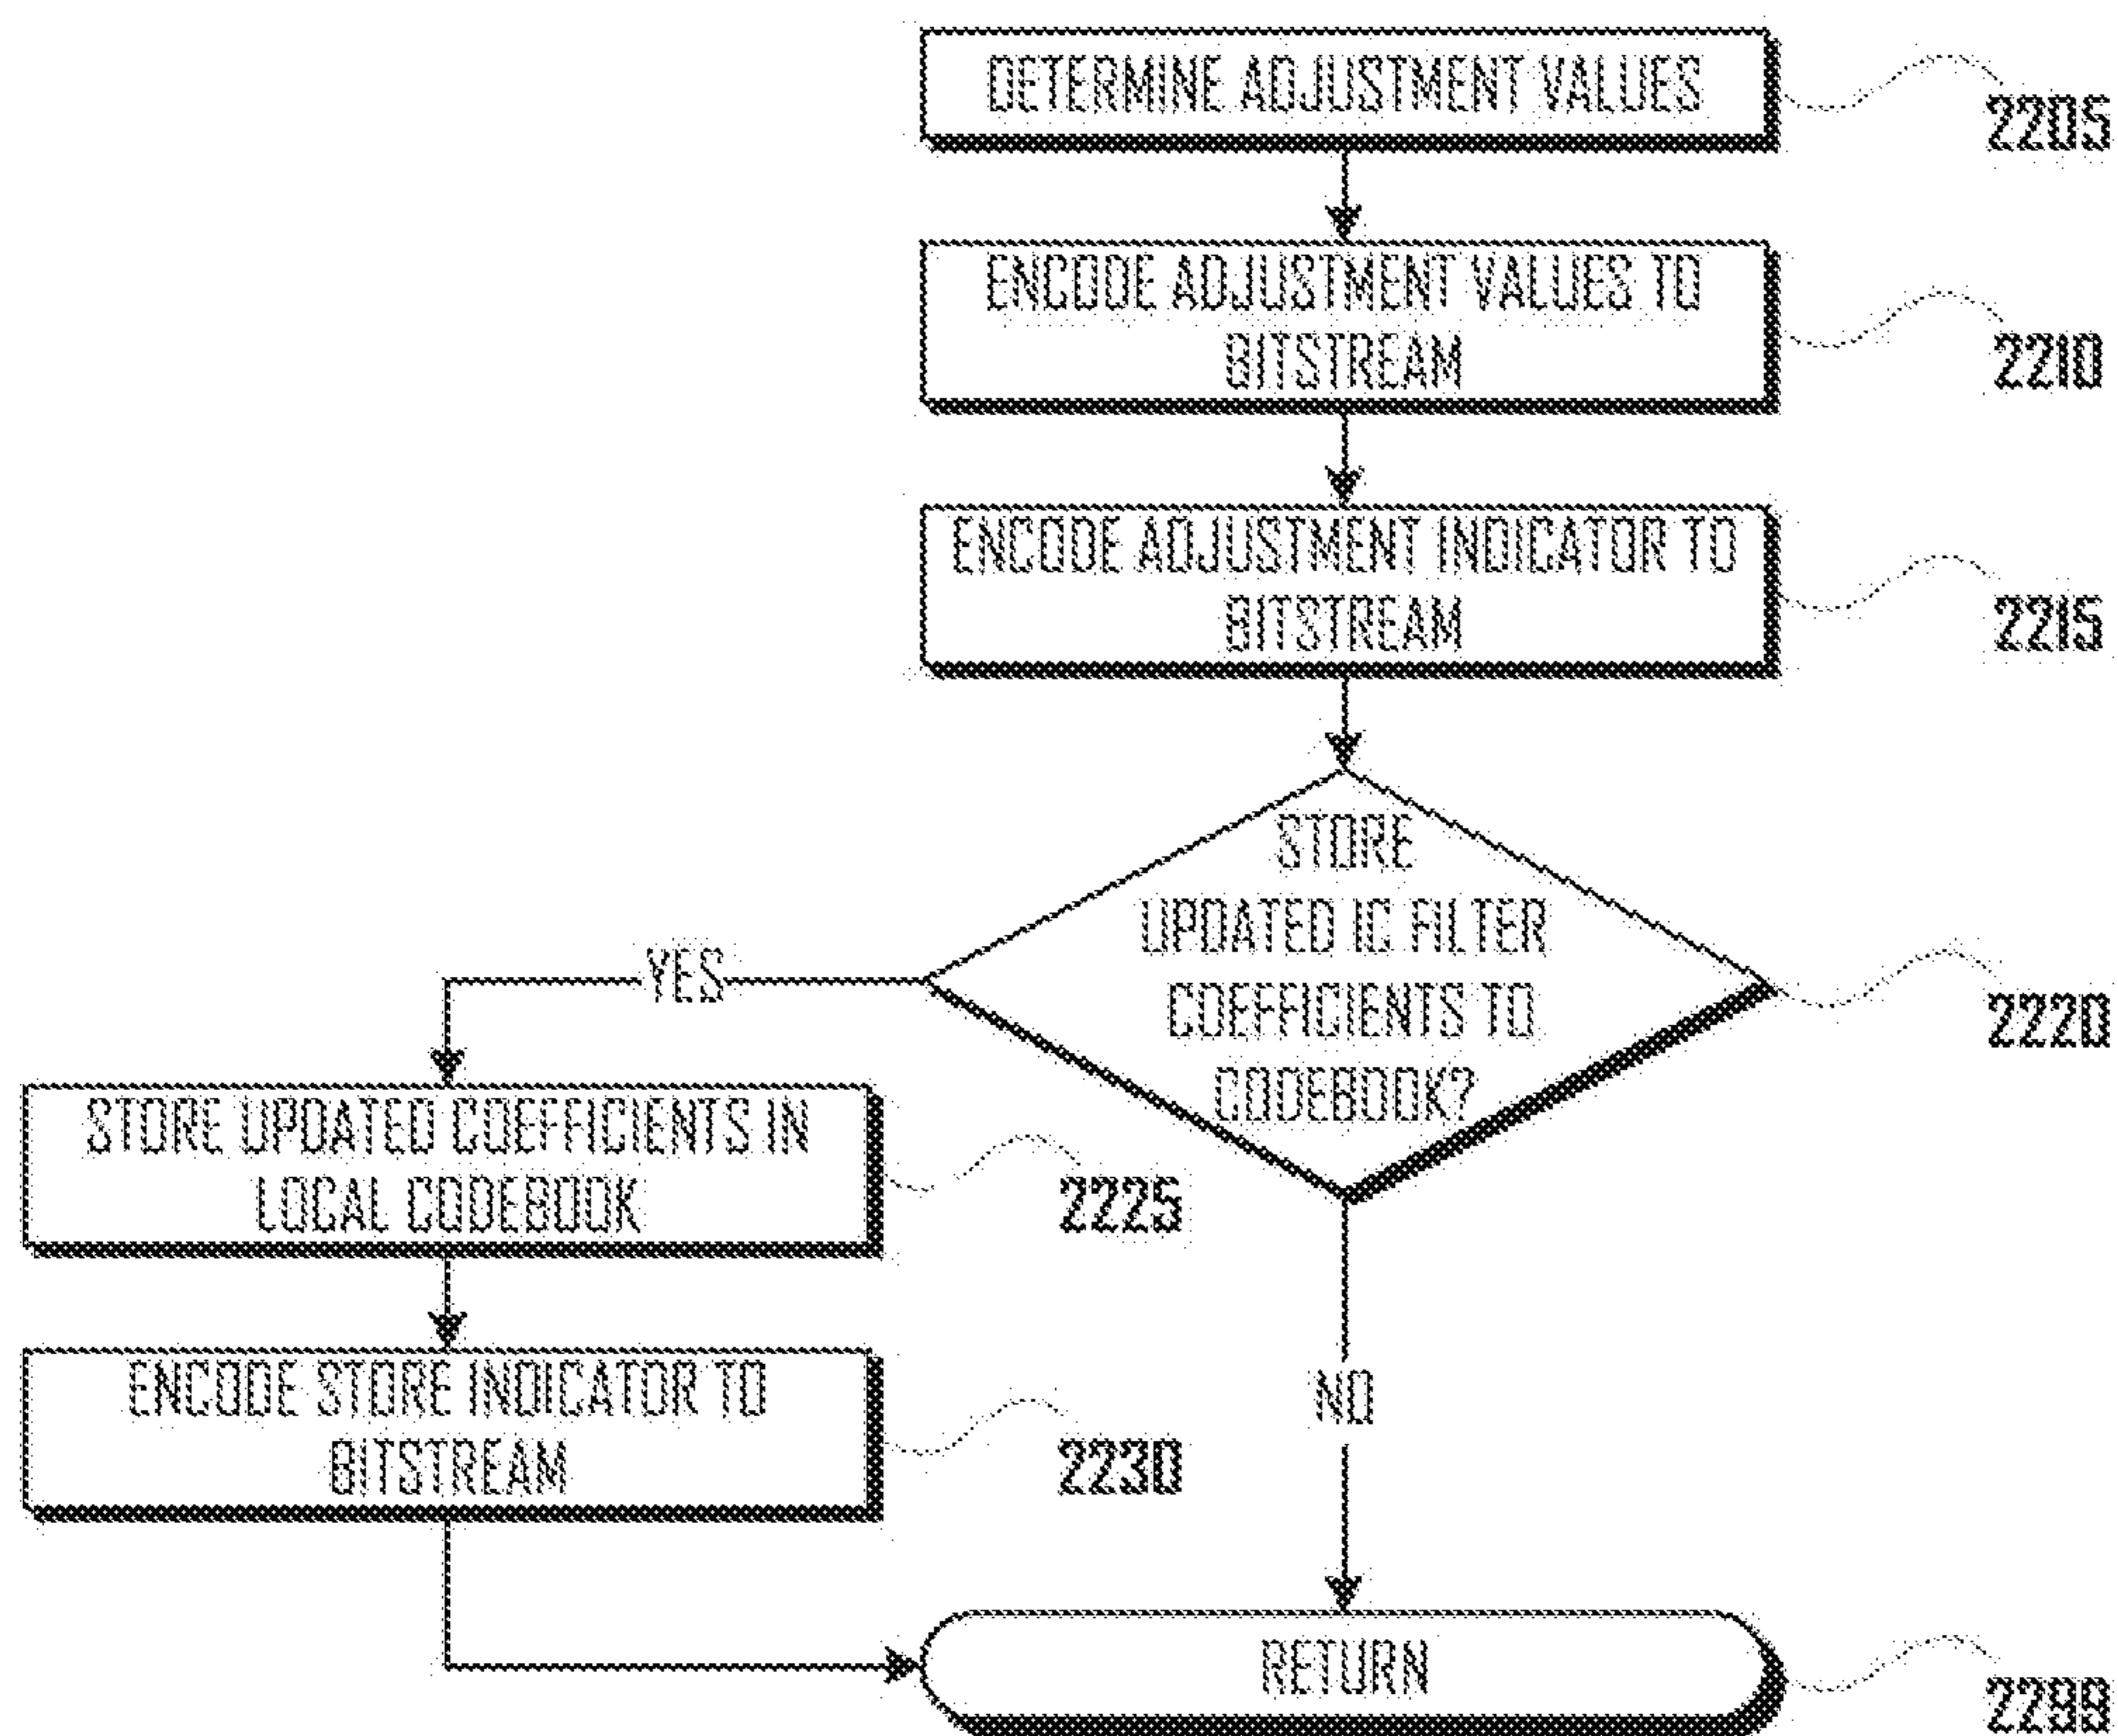 DETERMINE ADJUSTMENT VALUES
2205
ENCODE ADJUSTMENT VALUES TO
BITSTREAM
2210
ENCODE ADJUSTMENT INDICATOR TO
BITSTREAM
2215
STORE
UPDATED IC FILTER
COEFFICIENTS TO
CODEBOOK?
2220
YES
STORE UPDATED COEFFICIENTS IN
LOCAL CODEBOOK
2225
ENCODE STORE INDICATOR TO
BITSTREAM
2230
NO
RETURN
2299